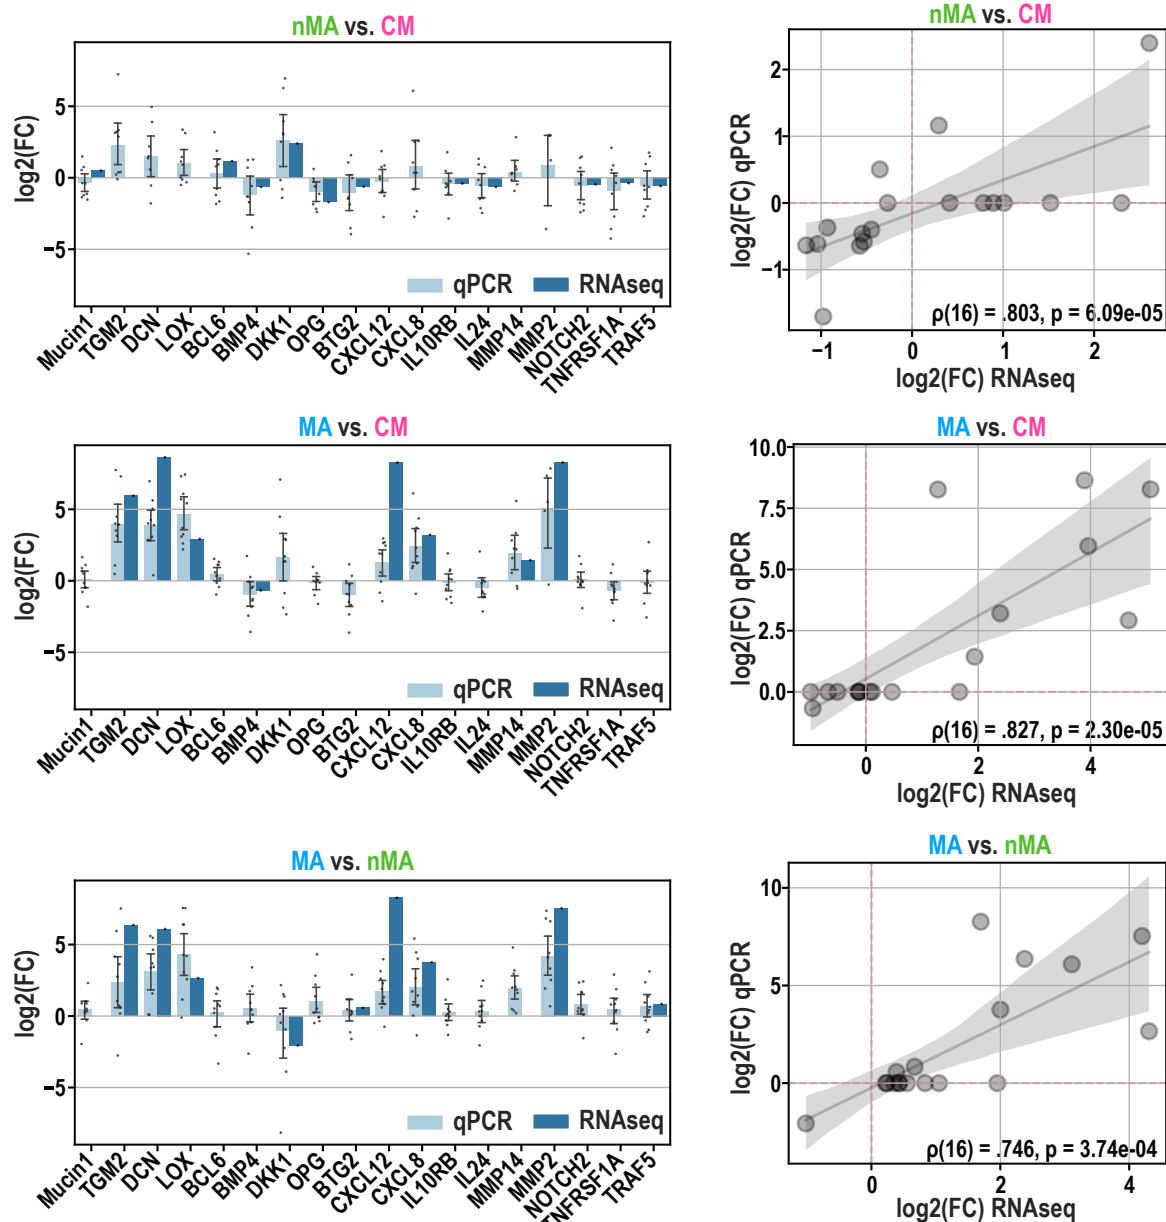 nMA vs. CM
log2(FC)
5
0
−5
qPCR RNAseq
Mucin1 TGM2 DCN LOX BCL6 BMP4 DKK1 OPG BTG2 CXCL12 CXCL8 IL10RB IL24 MMP14 MMP2 NOTCH2 TNFRSF1A TRAF5
nMA vs. CM
log2(FC) qPCR
2
1
0
−1
ρ(16) = .803, p = 6.09e-05
−1 0 1 2
log2(FC) RNAseq
MA vs. CM
log2(FC)
5
0
−5
qPCR RNAseq
Mucin1 TGM2 DCN LOX BCL6 BMP4 DKK1 OPG BTG2 CXCL12 CXCL8 IL10RB IL24 MMP14 MMP2 NOTCH2 TNFRSF1A TRAF5
MA vs. CM
log2(FC) qPCR
10.0
7.5
5.0
2.5
0.0
ρ(16) = .827, p = 2.30e-05
0 2 4
log2(FC) RNAseq
MA vs. nMA
log2(FC)
5
0
−5
qPCR RNAseq
Mucin1 TGM2 DCN LOX BCL6 BMP4 DKK1 OPG BTG2 CXCL12 CXCL8 IL10RB IL24 MMP14 MMP2 NOTCH2 TNFRSF1A TRAF5
MA vs. nMA
log2(FC) qPCR
10
5
0
ρ(16) = .746, p = 3.74e-04
0 2 4
log2(FC) RNAseq